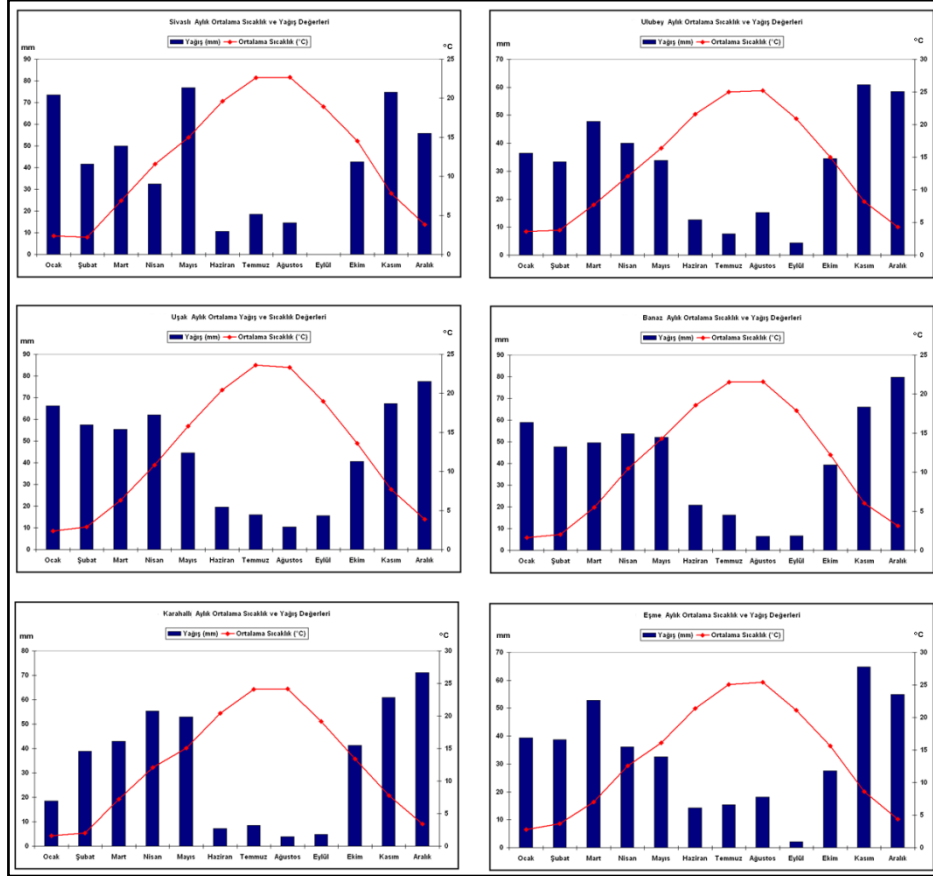 Sivaslı Aylık Ortalama Sıcaklık ve Yağış Değerleri
Yağış (mm) Ortalama Sıcaklık (°C)
mm °C
90 80 70 60 50 40 30 20 10 0
25 20 15 10 5 0
Ocak Şubat Mart Nisan Mayıs Haziran Temmuz Ağustos Eylül Ekim Kasım Aralık
Ulubey Aylık Ortalama Sıcaklık ve Yağış Değerleri
Yağış (mm) Ortalama Sıcaklık (°C)
mm °C
70 60 50 40 30 20 10 0
30 25 20 15 10 5 0
Ocak Şubat Mart Nisan Mayıs Haziran Temmuz Ağustos Eylül Ekim Kasım Aralık
Uşak Aylık Ortalama Yağış ve Sıcaklık Değerleri
Yağış (mm) Ortalama Sıcaklık (°C)
mm °C
90 80 70 60 50 40 30 20 10 0
25 20 15 10 5 0
Ocak Şubat Mart Nisan Mayıs Haziran Temmuz Ağustos Eylül Ekim Kasım Aralık
Banaz Aylık Ortalama Sıcaklık ve Yağış Değerleri
Yağış (mm) Ortalama Sıcaklık (°C)
mm °C
90 80 70 60 50 40 30 20 10 0
25 20 15 10 5 0
Ocak Şubat Mart Nisan Mayıs Haziran Temmuz Ağustos Eylül Ekim Kasım Aralık
Karahallı Aylık Ortalama Sıcaklık ve Yağış Değerleri
Yağış (mm) Ortalama Sıcaklık (°C)
mm °C
80 70 60 50 40 30 20 10 0
30 25 20 15 10 5 0
Ocak Şubat Mart Nisan Mayıs Haziran Temmuz Ağustos Eylül Ekim Kasım Aralık
Eşme Aylık Ortalama Sıcaklık ve Yağış Değerleri
Yağış (mm) Ortalama Sıcaklık (°C)
mm °C
70 60 50 40 30 20 10 0
30 25 20 15 10 5 0
Ocak Şubat Mart Nisan Mayıs Haziran Temmuz Ağustos Eylül Ekim Kasım Aralık